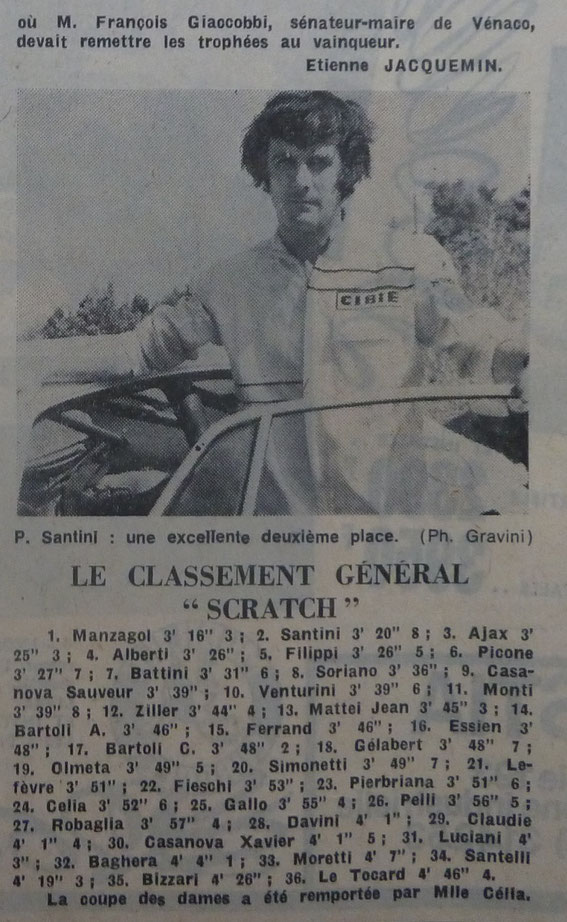 où M. François Giaccobbi, sénateur-maire de Vénaco,
devait remettre les trophées au vainqueur.
Etienne JACQUEMIN.
CIBIE
P. Santini : une excellente deuxième place. (Ph. Gravini)
LE CLASSEMENT GÉNÉRAL
“ SCRATCH ”
1. Manzagol 3' 16" 3 ; 2. Santini 3' 20" 8 ; 3. Ajax 3'
25" 3 ; 4. Alberti 3' 26" ; 5. Filippi 3' 26" 5 ; 6. Picone
3' 27" 7 ; 7. Battini 3' 31" 6 ; 8. Soriano 3' 36" ; 9. Casa-
nova Sauveur 3' 39" ; 10. Venturini 3' 39" 6 ; 11. Monti
3' 39" 8 ; 12. Ziller 3' 44" 4 ; 13. Mattei Jean 3' 45" 3 ; 14.
Bartoli A. 3' 46" ; 15. Ferrand 3' 46" ; 16. Essien 3'
48" ; 17. Bartoli C. 3' 48" 2 ; 18. Gélabert 3' 48" 7 ;
19. Olmeta 3' 49" 5 ; 20. Simonetti 3' 49" 7 ; 21. Le-
fèvre 3' 51" ; 22. Fieschi 3' 53" ; 23. Pierbriana 3' 51" 6 ;
24. Celia 3' 52" 6 ; 25. Gallo 3' 55" 4 ; 26. Peili 3' 56" 5 ;
27. Robaglia 3' 57" 4 ; 28. Davini 4' 1" ; 29. Claudie
4' 1" 4 ; 30. Casanova Xavier 4' 1" 5 ; 31. Luciani 4'
3" ; 32. Baghera 4' 4" 1 ; 33. Moretti 4' 7" ; 34. Santelli
4' 19" 3 ; 35. Bizzari 4' 26" ; 36. Le Tocard 4' 46" 4.
La coupe des dames a été remportée par Mlle Célia.